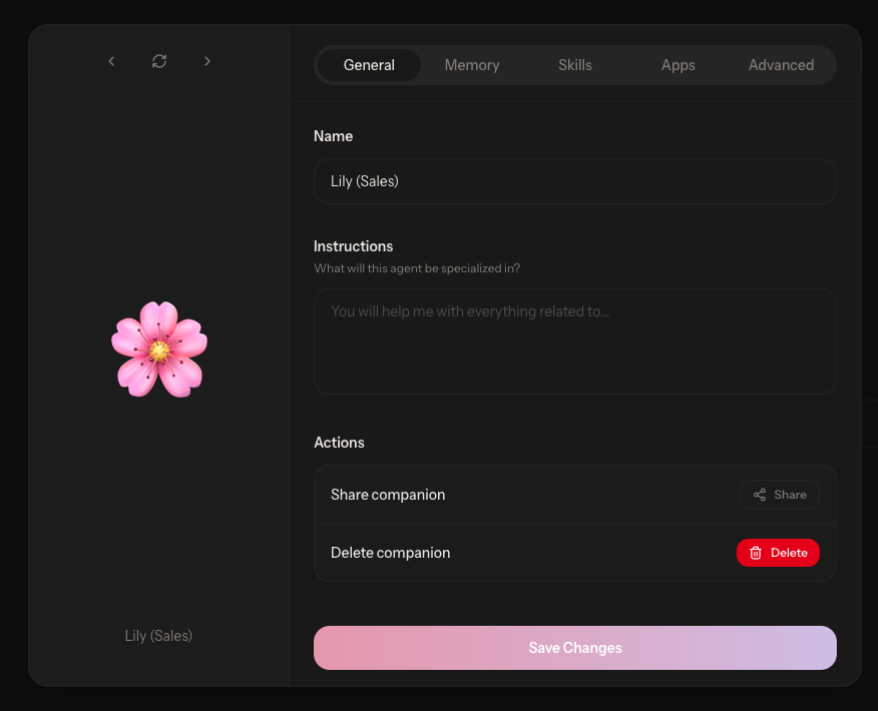 General
Memory
Skills
Apps
Advanced
Name
Lily (Sales)
Instructions
What will this agent be specialized in?
You will help me with everything related to...
Actions
Share companion
Share
Delete companion
Delete
Lily (Sales)
Save Changes